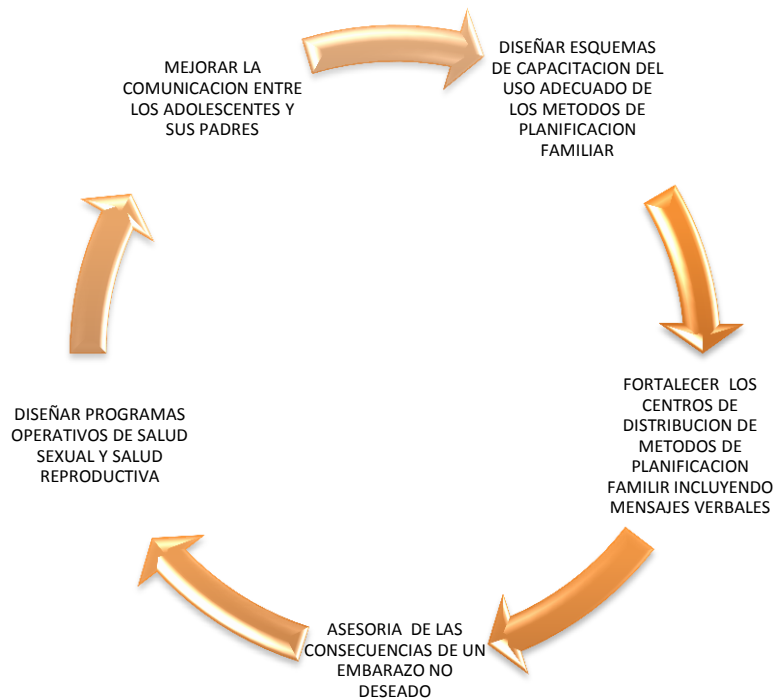 MEJORAR LA
COMUNICACION ENTRE
LOS ADOLESCENTES Y
SUS PADRES
DISEÑAR ESQUEMAS
DE CAPACITACION DEL
USO ADECUADO DE
LOS METODOS DE
PLANIFICACION
FAMILIAR
FORTALECER LOS
CENTROS DE
DISTRIBUCION DE
METODOS DE
PLANIFICACION
FAMILIR INCLUYENDO
MENSAJES VERBALES
ASESORIA DE LAS
CONSECUENCIAS DE UN
EMBARAZO NO
DESEADO
DISEÑAR PROGRAMAS
OPERATIVOS DE SALUD
SEXUAL Y SALUD
REPRODUCTIVA